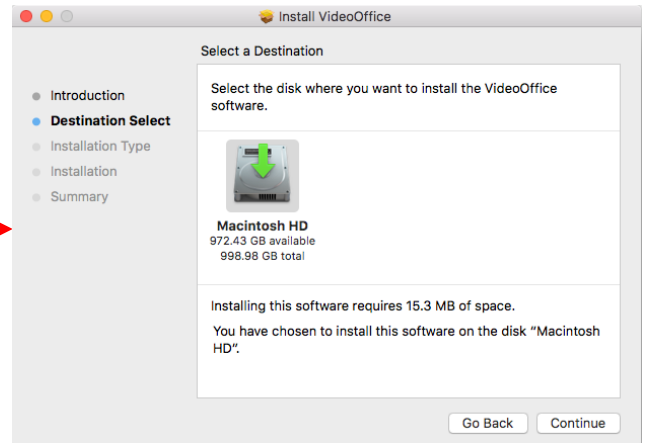 Install VideoOffice
Select a Destination
Introduction
Destination Select
Installation Type
Installation
Summary
Select the disk where you want to install the VideoOffice
software.
Macintosh HD
972.43 GB available
998.98 GB total
Installing this software requires 15.3 MB of space.
You have chosen to install this software on the disk “Macintosh
HD”.
Go Back
Continue